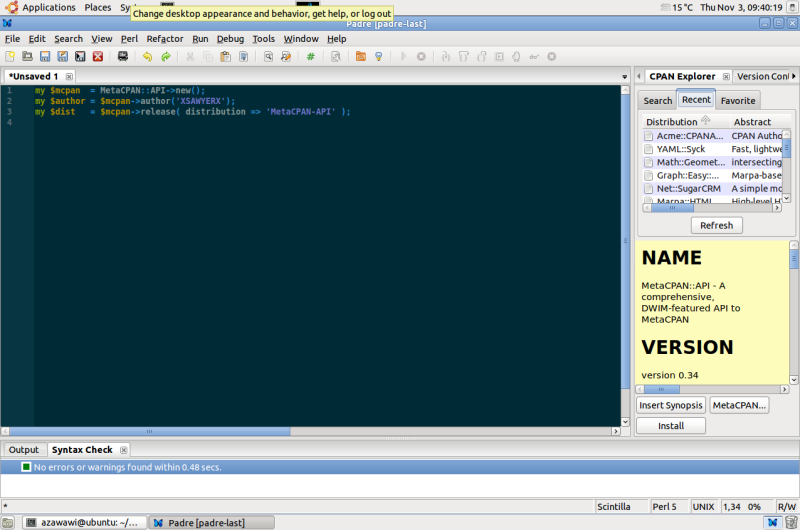 Applications Places Sy
Change desktop appearance and behavior, get help, or log out
15 °C Thu Nov 3, 09:40:19
Padre [padre-last]
File Edit Search View Perl Refactor Run Debug Tools Window Help
*Unsaved 1
CPAN Explorer Version Con
1 my $mcpan = MetaCPAN::API->new();
2 my $author = $mcpan->author('XSAWYERX');
3 my $dist = $mcpan->release( distribution => 'MetaCPAN-API' );
4
Search Recent Favorite
Distribution Abstract
Acme::CPANA... CPAN Autho
YAML::Syck Fast, lightwe
Math::Geomet... intersecting
Graph::Easy::... Marpa-base
Net::SugarCRM A simple mo
Marpa::HTML High-level H
Refresh
NAME
MetaCPAN::API - A
comprehensive,
DWIM-featured API to
MetaCPAN
VERSION
version 0.34
Insert Synopsis MetaCPAN...
Install
Output Syntax Check
No errors or warnings found within 0.48 secs.
* Scintilla Perl 5 UNIX 1,34 0% R/W
azawawi@ubuntu: ~/... Padre [padre-last]